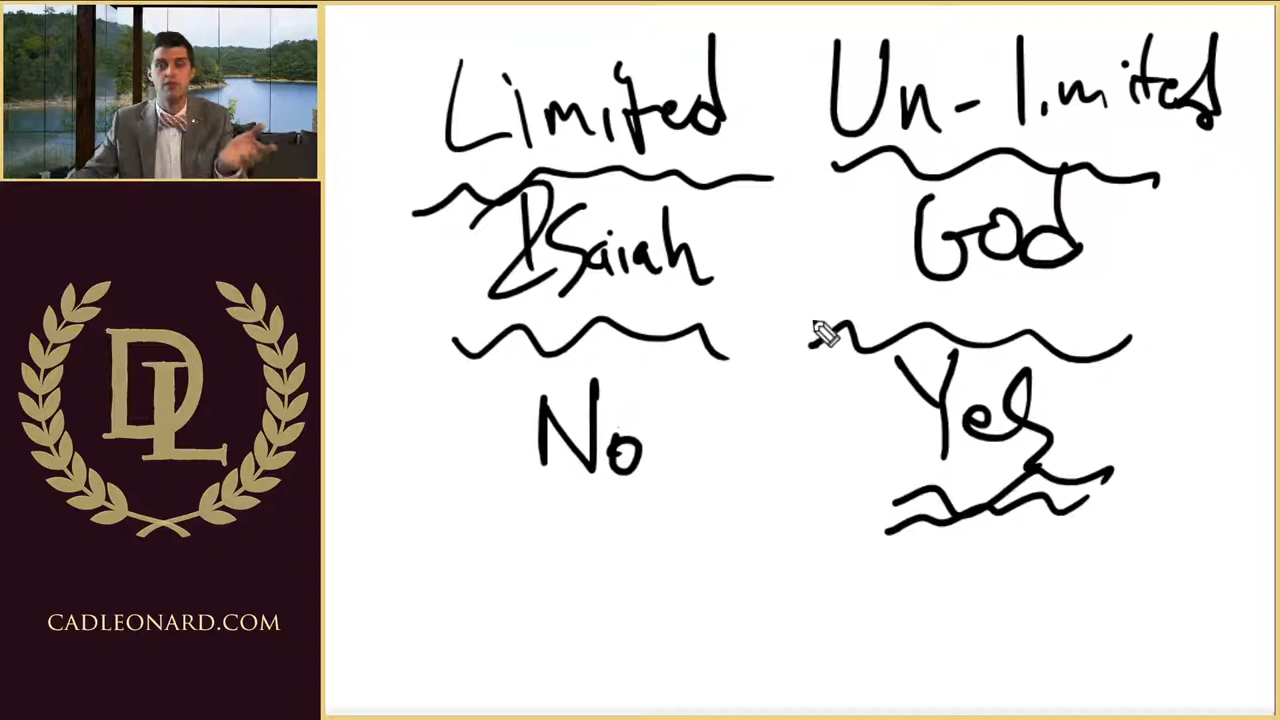 Limited Un-limited
Isaiah God
No Yes
DL
CADLEONARD.COM